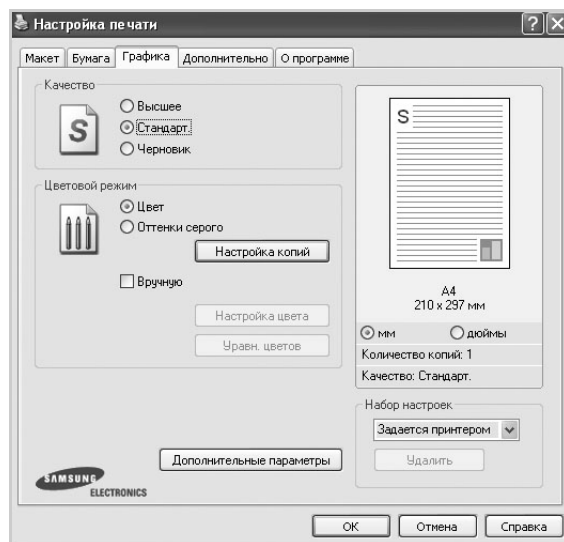 Настройка печати
Макет Бумага Графика Дополнительно О программе
Качество
Высшее
Стандарт.
Черновик
Цветовой режим
Цвет
Оттенки серого
Настройка копий
Вручную
Настройка цвета
Уравн. цветов
Дополнительные параметры
SAMSUNG
ELECTRONICS
S
S
A4
210 x 297 мм
мм дюймы
Количество копий: 1
Качество: Стандарт.
Набор настроек
Задается принтером
Удалить
OK Отмена Справка